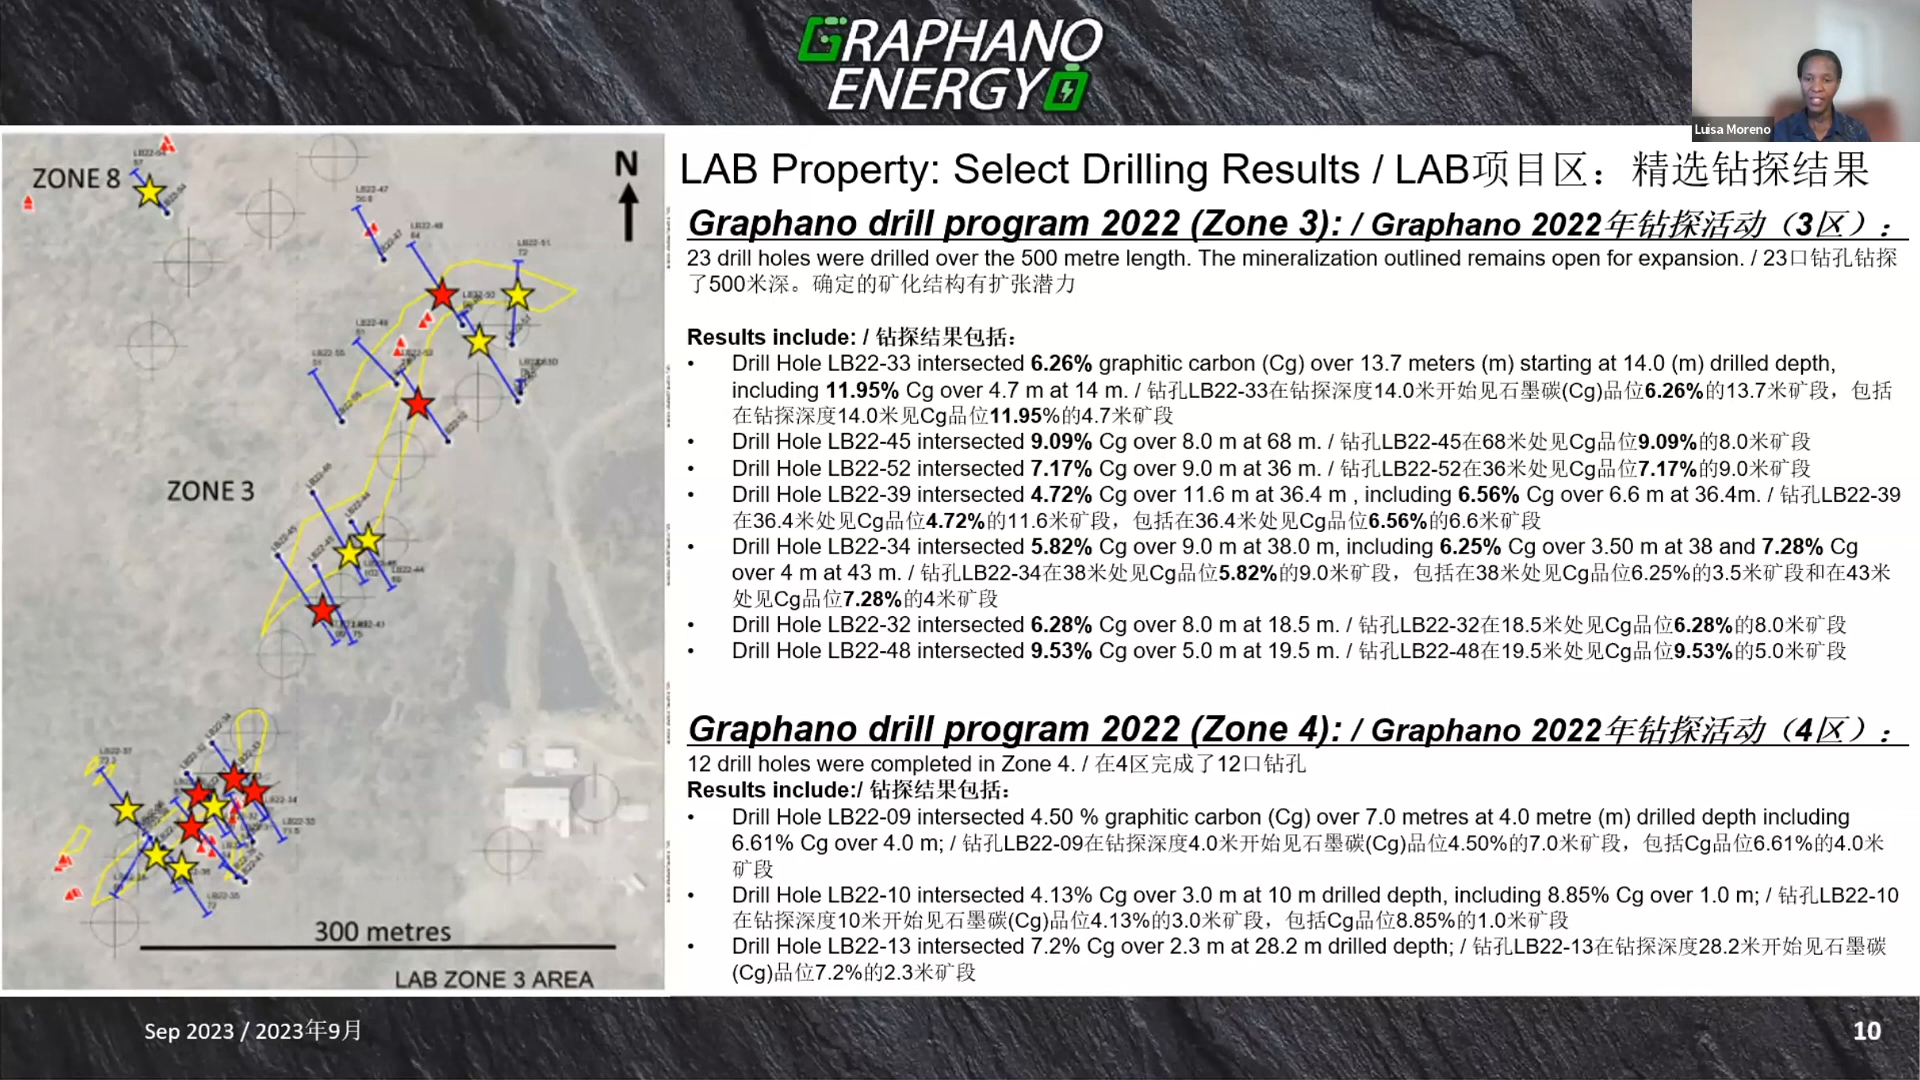 GRAPHANO
ENERGY
Luisa Moreno
ZONE 8
N
ZONE 3
300 metres
LAB ZONE 3 AREA
LAB Property: Select Drilling Results / LAB项目区：精选钻探结果
Graphano drill program 2022 (Zone 3): / Graphano 2022年钻探活动（3区）：
23 drill holes were drilled over the 500 metre length. The mineralization outlined remains open for expansion. / 23口钻孔钻探
了500米深。确定的矿化结构有扩张潜力
Results include: / 钻探结果包括：
• Drill Hole LB22-33 intersected 6.26% graphitic carbon (Cg) over 13.7 meters (m) starting at 14.0 (m) drilled depth,
including 11.95% Cg over 4.7 m at 14 m. / 钻孔LB22-33在钻探深度14.0米开始见石墨碳(Cg)品位6.26%的13.7米矿段，包括
在钻探深度14.0米见Cg品位11.95%的4.7米矿段
• Drill Hole LB22-45 intersected 9.09% Cg over 8.0 m at 68 m. / 钻孔LB22-45在68米处见Cg品位9.09%的8.0米矿段
• Drill Hole LB22-52 intersected 7.17% Cg over 9.0 m at 36 m. / 钻孔LB22-52在36米处见Cg品位7.17%的9.0米矿段
• Drill Hole LB22-39 intersected 4.72% Cg over 11.6 m at 36.4 m , including 6.56% Cg over 6.6 m at 36.4m. / 钻孔LB22-39
在36.4米处见Cg品位4.72%的11.6米矿段，包括在36.4米处见Cg品位6.56%的6.6米矿段
• Drill Hole LB22-34 intersected 5.82% Cg over 9.0 m at 38.0 m, including 6.25% Cg over 3.50 m at 38 and 7.28% Cg
over 4 m at 43 m. / 钻孔LB22-34在38米处见Cg品位5.82%的9.0米矿段，包括在38米处见Cg品位6.25%的3.5米矿段和在43米
处见Cg品位7.28%的4米矿段
• Drill Hole LB22-32 intersected 6.28% Cg over 8.0 m at 18.5 m. / 钻孔LB22-32在18.5米处见Cg品位6.28%的8.0米矿段
• Drill Hole LB22-48 intersected 9.53% Cg over 5.0 m at 19.5 m. / 钻孔LB22-48在19.5米处见Cg品位9.53%的5.0米矿段
Graphano drill program 2022 (Zone 4): / Graphano 2022年钻探活动（4区）：
12 drill holes were completed in Zone 4. / 在4区完成了12口钻孔
Results include:/ 钻探结果包括：
• Drill Hole LB22-09 intersected 4.50 % graphitic carbon (Cg) over 7.0 metres at 4.0 metre (m) drilled depth including
6.61% Cg over 4.0 m; / 钻孔LB22-09在钻探深度4.0米开始见石墨碳(Cg)品位4.50%的7.0米矿段，包括Cg品位6.61%的4.0米
矿段
• Drill Hole LB22-10 intersected 4.13% Cg over 3.0 m at 10 m drilled depth, including 8.85% Cg over 1.0 m; / 钻孔LB22-10
在钻探深度10米开始见石墨碳(Cg)品位4.13%的3.0米矿段，包括Cg品位8.85%的1.0米矿段
• Drill Hole LB22-13 intersected 7.2% Cg over 2.3 m at 28.2 m drilled depth; / 钻孔LB22-13在钻探深度28.2米开始见石墨碳
(Cg)品位7.2%的2.3米矿段
Sep 2023 / 2023年9月
10